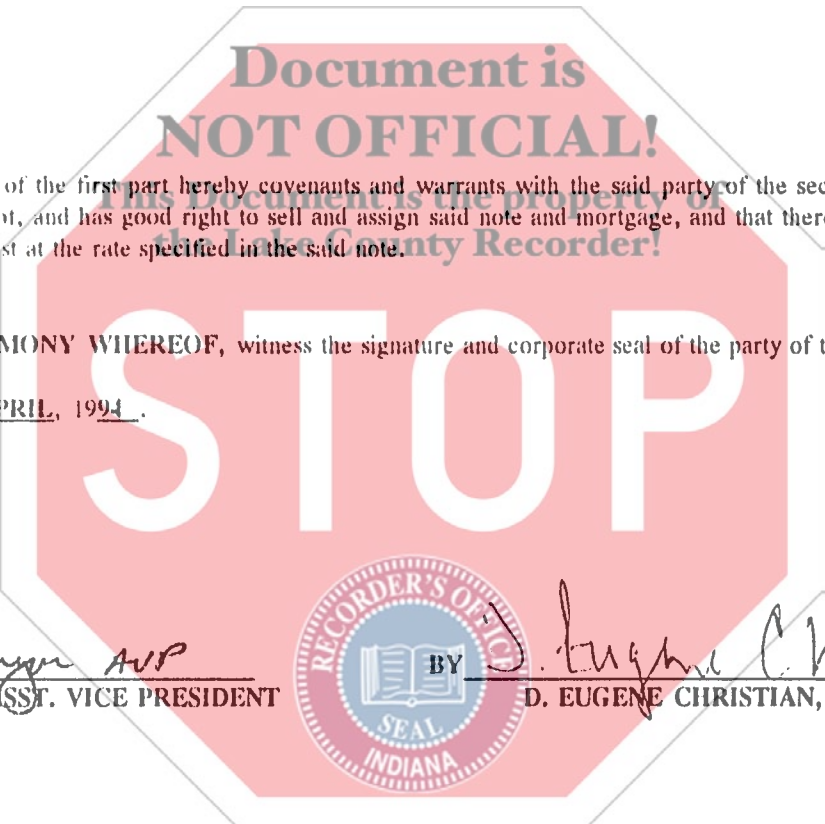 Document is
NOT OFFICIAL!
of the first part hereby covenants and warrants with the said party of the sec
This Document is the property of
ot, and has good right to sell and assign said note and mortgage, and that there
the Lake County Recorder!
st at the rate specified in the said note.
MONY WHEREOF, witness the signature and corporate seal of the party of t
PRIL, 1994.
STOP
AVP
BY D. Eugene C
SST. VICE PRESIDENT
D. EUGENE CHRISTIAN,
RECORDER'S OFFICE
SEAL
INDIANA